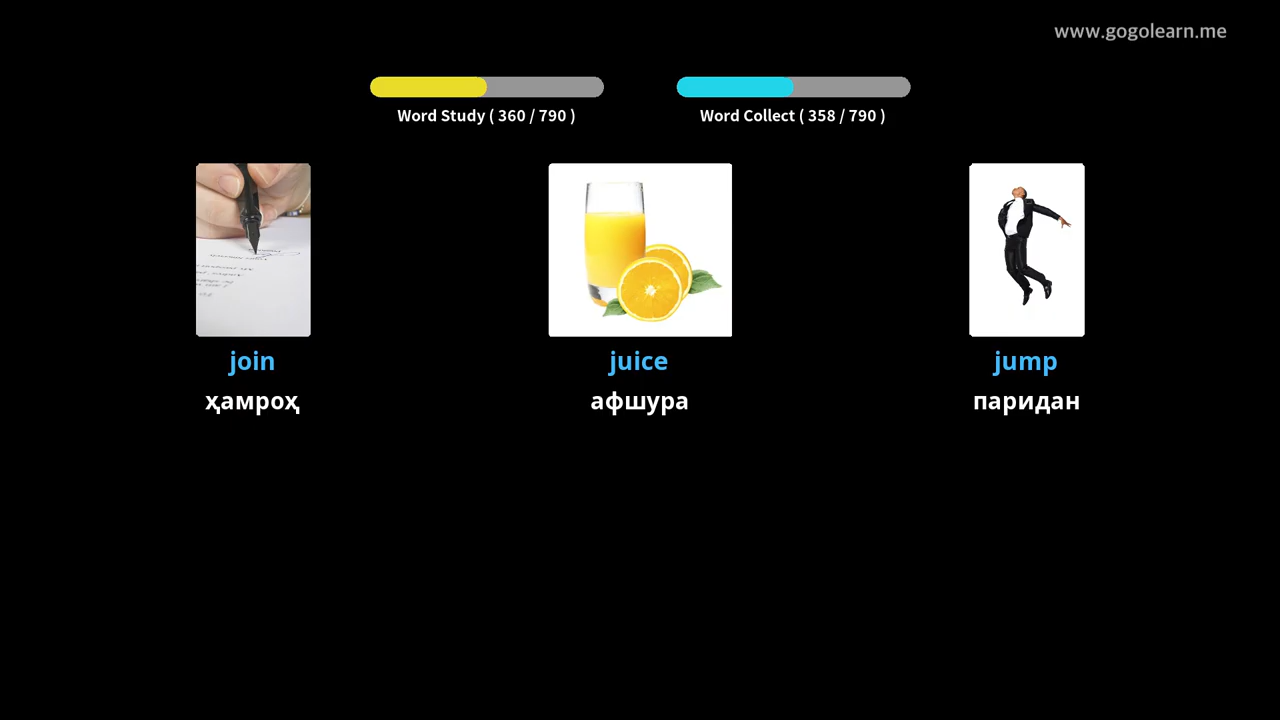 www.gogolearn.me
Word Study ( 360 / 790 )
Word Collect ( 358 / 790 )
join
juice
jump
ҳамроҳ
афшура
паридан